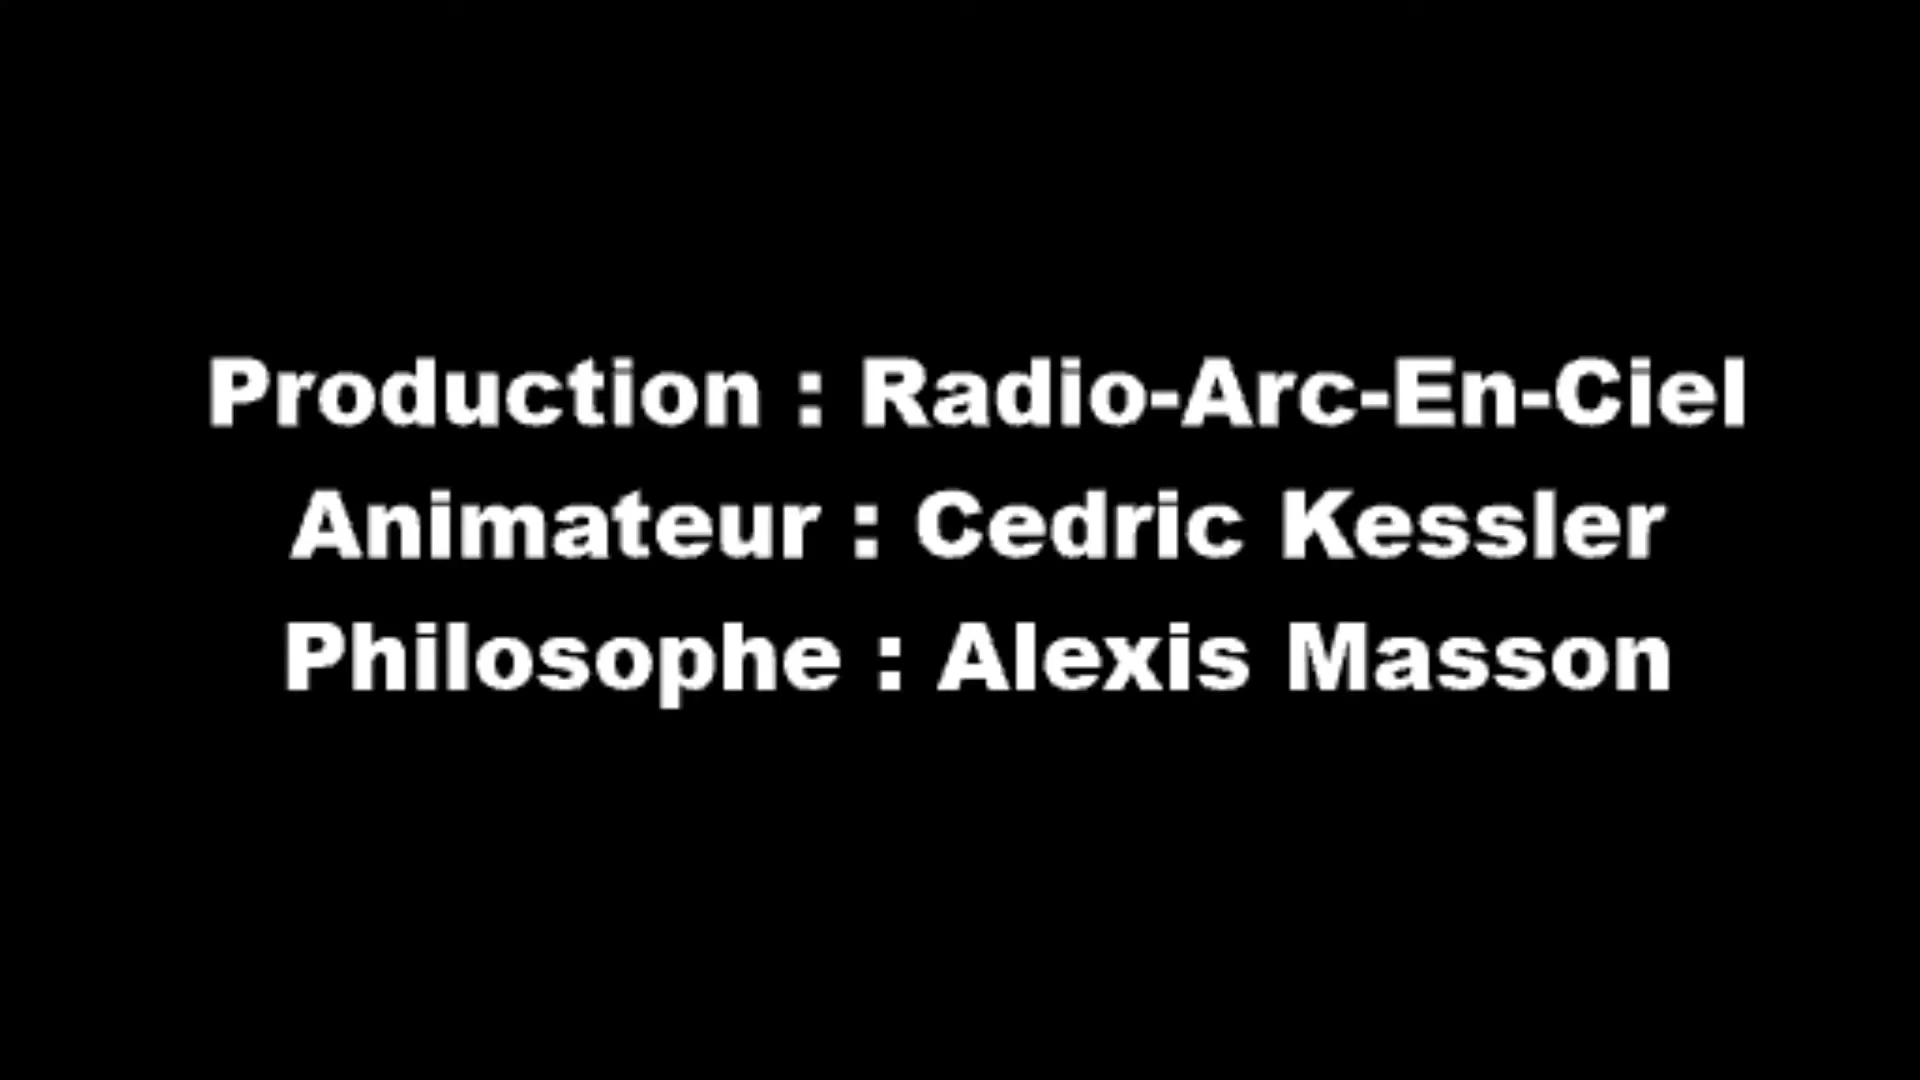 Production : Radio-Arc-En-Ciel
Animateur : Cedric Kessler
Philosophe : Alexis Masson